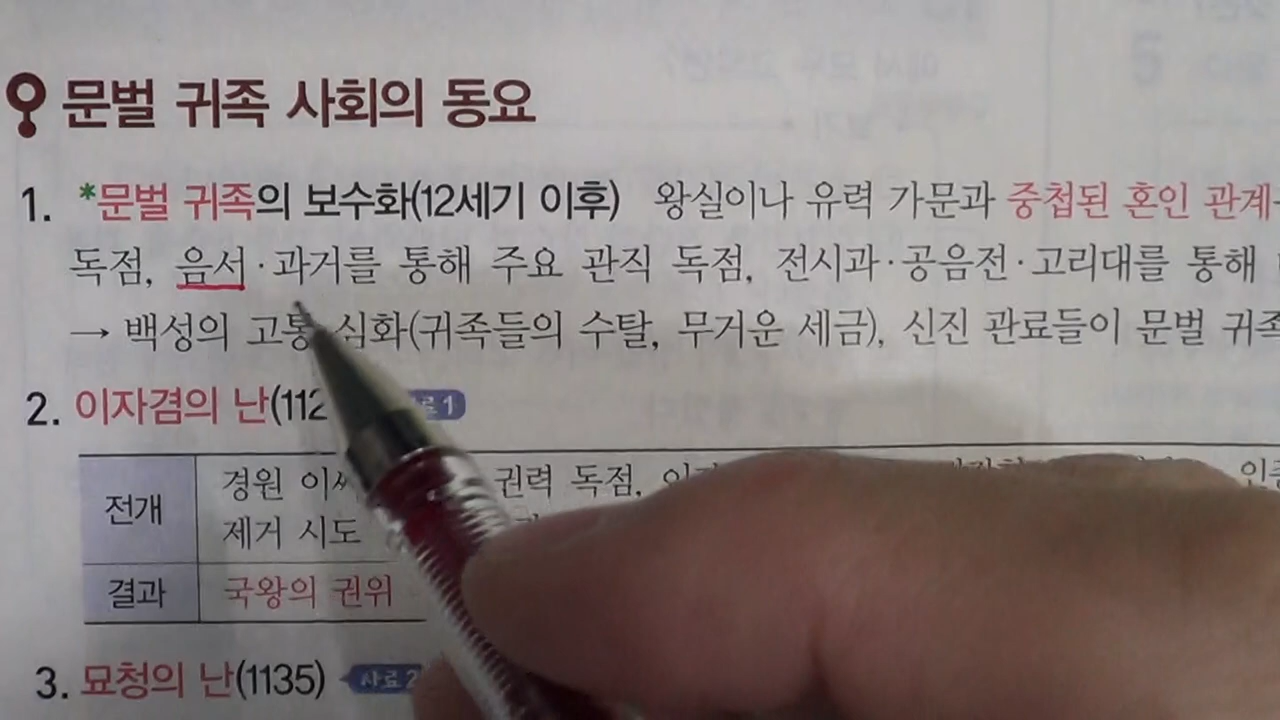 문벌 귀족 사회의 동요
1. *문벌 귀족의 보수화(12세기 이후) 왕실이나 유력 가문과 중첩된 혼인 관계
독점, 음서·과거를 통해 주요 관직 독점, 전시과·공음전·고리대를 통해
→ 백성의 고통 심화(귀족들의 수탈, 무거운 세금), 신진 관료들이 문벌
2. 이자겸의 난(112
전개
경원 권력 독점,
제거 시도
결과
국왕의 권위
3. 묘청의 난(1135) 사료 2